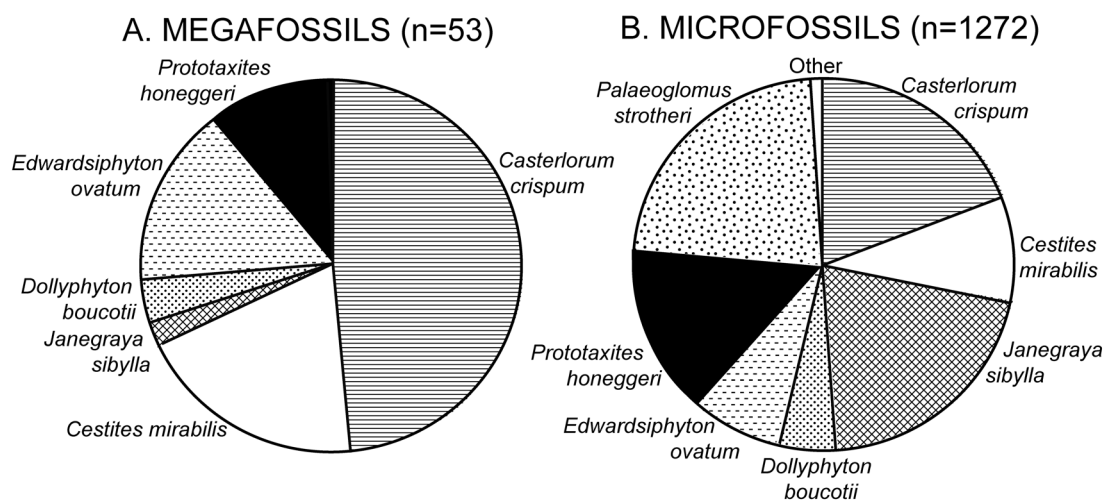 A. MEGAFOSSILS (n=53)
Prototaxites
honeggeri
Edwardsiphyton
ovatum
Dollyphyton
boucotii
Janegraya
sibylla
Cestites mirabilis
Casterlorum
crispum
B. MICROFOSSILS (n=1272)
Other
Palaeoglomus
strotheri
Casterlorum
crispum
Cestites
mirabilis
Janegraya
sibylla
Prototaxites
honeggeri
Edwardsiphyton
ovatum
Dollyphyton
boucotii